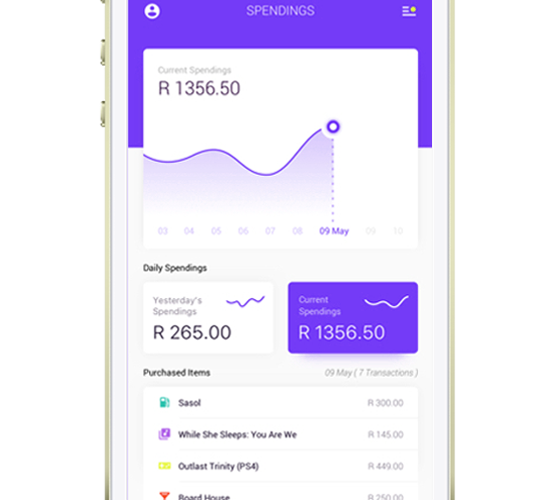 SPENDINGS
Current Spendings
R 1356.50
03 04 05 06 07 08 09 May 09 10
Daily Spendings
Yesterday's
Spendings
R 265.00
Current
Spendings
R 1356.50
Purchased Items
09 May ( 7 Transactions )
Sasol
R 300.00
While She Sleeps: You Are We
R 145.00
Outlast Trinity (PS4)
R 449.00
Board House
R 250.00